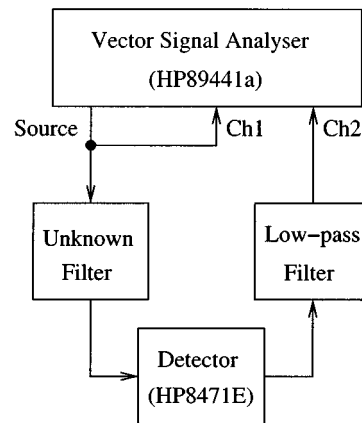 Vector Signal Analyser
(HP89441a)
Source
Ch1
Ch2
Unknown
Filter
Low-pass
Filter
Detector
(HP8471E)